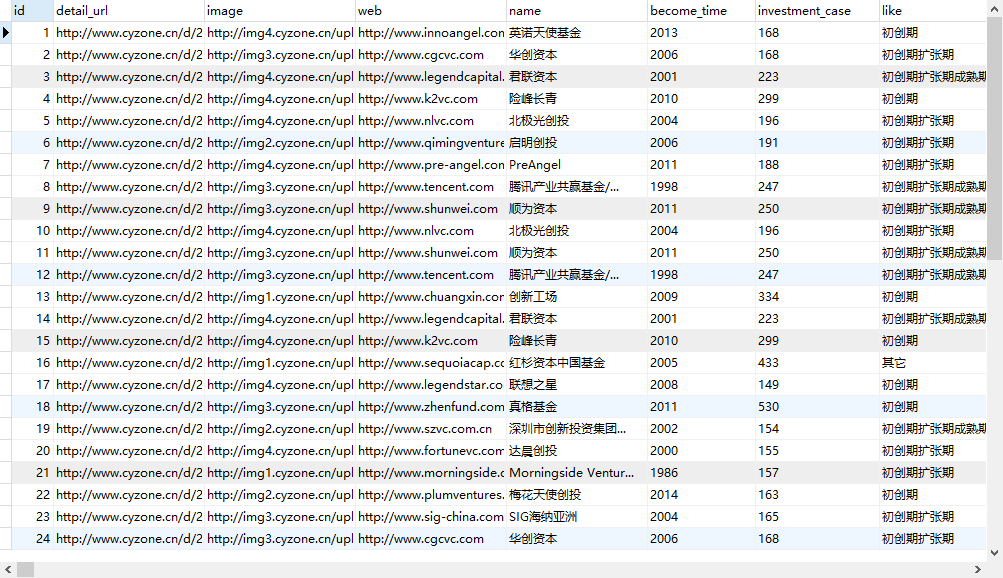 id detail_url image web name become_time investment_case like
1 http://www.cyzone.cn/d/2 http://img4.cyzone.cn/upl http://www.innoangel.con 英诺天使基金 2013 168 初创期
2 http://www.cyzone.cn/d/2 http://img4.cyzone.cn/upl http://www.cgcvc.com 华创资本 2006 168 初创期扩张期
3 http://www.cyzone.cn/d/2 http://img4.cyzone.cn/upl http://www.legendcapital. 君联资本 2001 223 初创期扩张期成熟期
4 http://www.cyzone.cn/d/2 http://img4.cyzone.cn/upl http://www.k2vc.com 险峰长青 2010 299 初创期
5 http://www.cyzone.cn/d/2 http://img4.cyzone.cn/upl http://www.nlvc.com 北极光创投 2004 196 初创期扩张期
6 http://www.cyzone.cn/d/2 http://img2.cyzone.cn/upl http://www.qimingventure 启明创投 2006 191 初创期扩张期
7 http://www.cyzone.cn/d/2 http://img4.cyzone.cn/upl http://www.pre-angel.con PreAngel 2011 188 初创期扩张期
8 http://www.cyzone.cn/d/2 http://img3.cyzone.cn/upl http://www.tencent.com 腾讯产业共赢基金/... 1998 247 初创期扩张期成熟期
9 http://www.cyzone.cn/d/2 http://img3.cyzone.cn/upl http://www.shunwei.com 顺为资本 2011 250 初创期扩张期成熟期
10 http://www.cyzone.cn/d/2 http://img4.cyzone.cn/upl http://www.nlvc.com 北极光创投 2004 196 初创期扩张期
11 http://www.cyzone.cn/d/2 http://img3.cyzone.cn/upl http://www.shunwei.com 顺为资本 2011 250 初创期扩张期成熟期
12 http://www.cyzone.cn/d/2 http://img3.cyzone.cn/upl http://www.tencent.com 腾讯产业共赢基金/... 1998 247 初创期扩张期成熟期
13 http://www.cyzone.cn/d/2 http://img1.cyzone.cn/upl http://www.chuangxin.con 创新工场 2009 334 初创期
14 http://www.cyzone.cn/d/2 http://img4.cyzone.cn/upl http://www.legendcapital. 君联资本 2001 223 初创期扩张期成熟期
15 http://www.cyzone.cn/d/2 http://img4.cyzone.cn/upl http://www.k2vc.com 险峰长青 2010 299 初创期
16 http://www.cyzone.cn/d/2 http://img1.cyzone.cn/upl http://www.sequoiacap.cc 红杉资本中国基金 2005 433 其它
17 http://www.cyzone.cn/d/2 http://img4.cyzone.cn/upl http://www.legendstar.co 联想之星 2008 149 初创期
18 http://www.cyzone.cn/d/2 http://img3.cyzone.cn/upl http://www.zhenfund.com 真格基金 2011 530 初创期
19 http://www.cyzone.cn/d/2 http://img2.cyzone.cn/upl http://www.szvc.com.cn 深圳市创新投资集团... 2002 154 初创期扩张期成熟期
20 http://www.cyzone.cn/d/2 http://img4.cyzone.cn/upl http://www.fortunevc.com 达晨创投 2000 155 初创期扩张期
21 http://www.cyzone.cn/d/2 http://img1.cyzone.cn/upl http://www.morningside.c Morningside Ventur... 1986 157 初创期扩张期
22 http://www.cyzone.cn/d/2 http://img2.cyzone.cn/upl http://www.plumventures. 梅花天使创投 2014 163 初创期
23 http://www.cyzone.cn/d/2 http://img3.cyzone.cn/upl http://www.sig-china.com SIG海纳亚洲 2004 165 初创期扩张期
24 http://www.cyzone.cn/d/2 http://img3.cyzone.cn/upl http://www.cgcvc.com 华创资本 2006 168 初创期扩张期